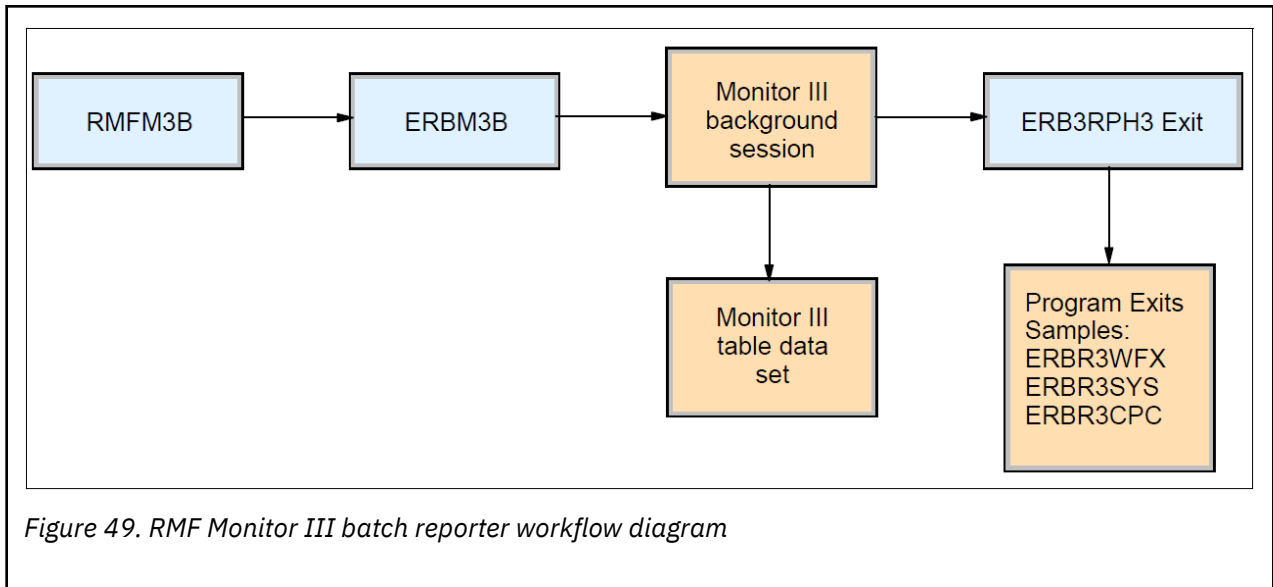 RMFM3B
ERBM3B
Monitor III
background
session
ERB3RPH3 Exit
Monitor III
table data
set
Program Exits
Samples:
ERBR3WFX
ERBR3SYS
ERBR3CPC
Figure 49. RMF Monitor III batch reporter workflow diagram